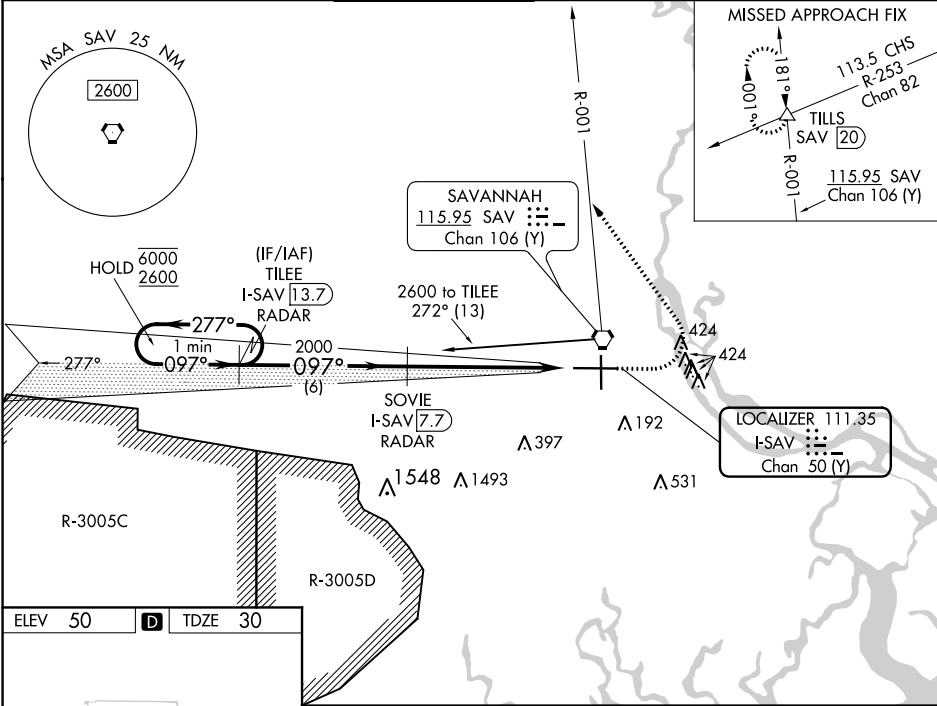 MSA SAV 25 NM
2600
MISSED APPROACH FIX
181°
001°
113.5 CHS
R-253
Chan 82
TILLS
SAV 20
R-001
115.95 SAV
Chan 106 (Y)
R-001
SAVANNAH
115.95 SAV
Chan 106 (Y)
HOLD 6000
2600
(IF/IAF)
TILEE
I-SAV 13.7
RADAR
2600 to TILEE
272° (13)
277°
1 min
097°
2000
097°
(6)
277°
SOVIE
I-SAV 7.7
RADAR
424
424
192
397
1548
1493
531
LOCALIZER 111.35
I-SAV
Chan 50 (Y)
R-3005C
R-3005D
ELEV 50
D
TDZE 30